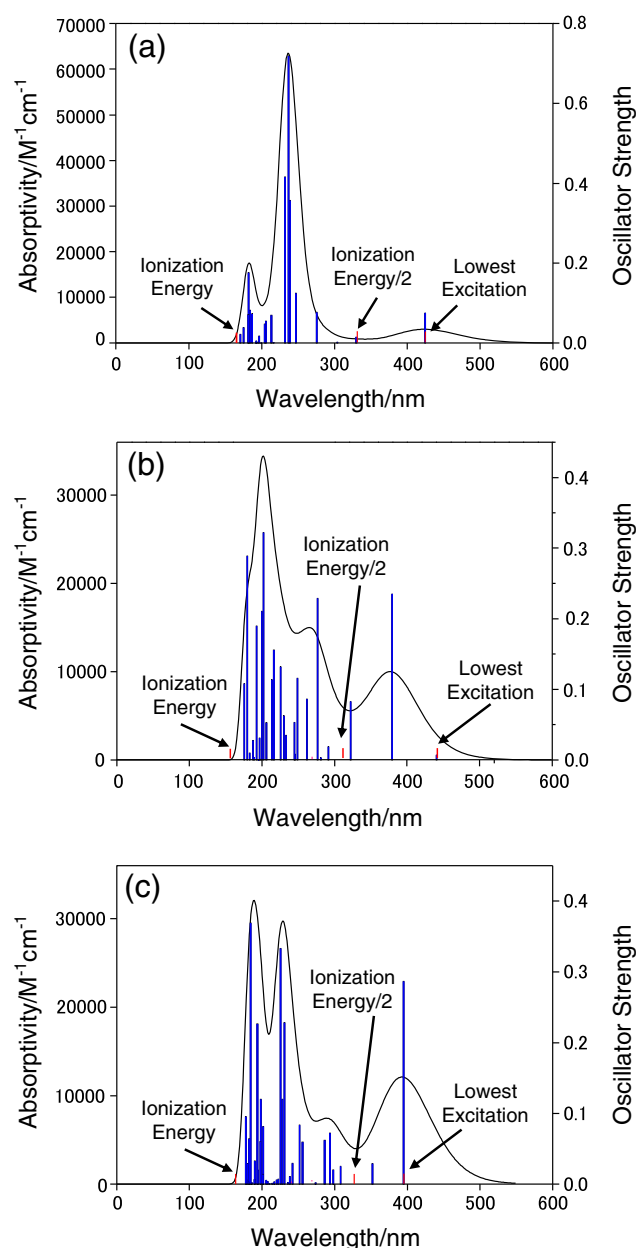 (a)
70000
60000
50000
40000
30000
20000
10000
0
Absorptivity/M-1cm-1
Ionization
Energy
Ionization
Energy/2
Lowest
Excitation
0.8
0.6
0.4
0.2
0.0
Oscillator Strength
0 100 200 300 400 500 600
Wavelength/nm
(b)
30000
20000
10000
0
Absorptivity/M-1cm-1
Ionization
Energy/2
Ionization
Energy
Lowest
Excitation
0.4
0.3
0.2
0.1
0.0
Oscillator Strength
0 100 200 300 400 500 600
Wavelength/nm
(c)
30000
20000
10000
0
Absorptivity/M-1cm-1
Ionization
Energy/2
Ionization
Energy
Lowest
Excitation
0.4
0.3
0.2
0.1
0.0
Oscillator Strength
0 100 200 300 400 500 600
Wavelength/nm